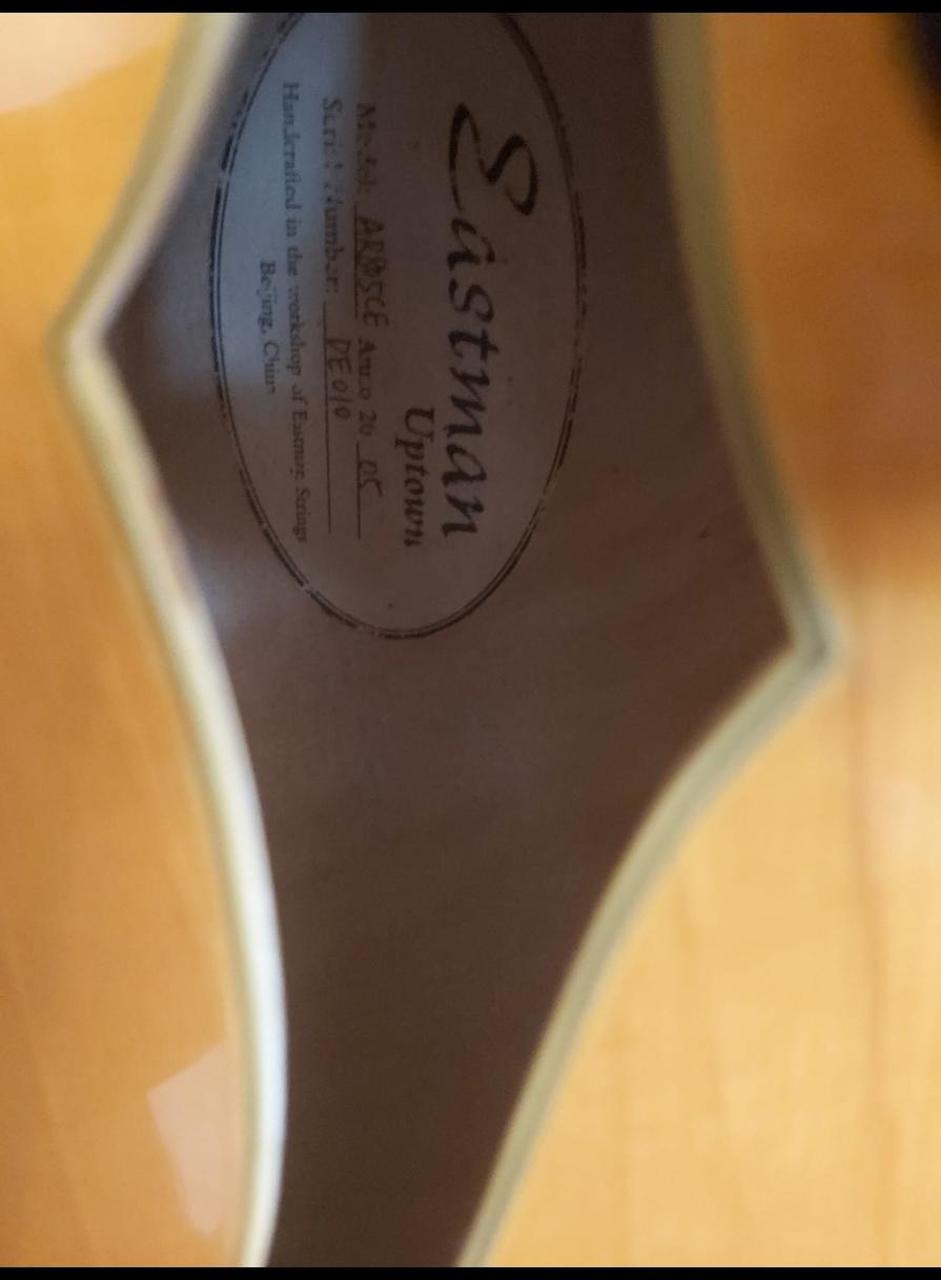 Eastman
Uptown
Model: AR805CE Anno 20 05
Serial Number: DE010
Handcrafted in the workshop of Eastman Strings
Beijing, China